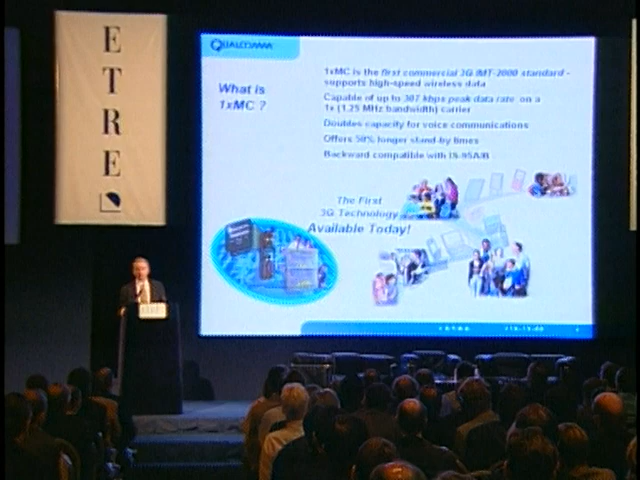 ETRE
QUALCOMM
What is
1xMC ?
1xMC is the first commercial 3G IMT-2000 standard -
supports high-speed wireless data
Capable of up to 307 kbps peak data rate on a
1x (1.25 MHz bandwidth) carrier
Doubles capacity for voice communications
Offers 50% longer stand-by times
Backward compatible with IS-95A/B
The First
3G Technology
Available Today!